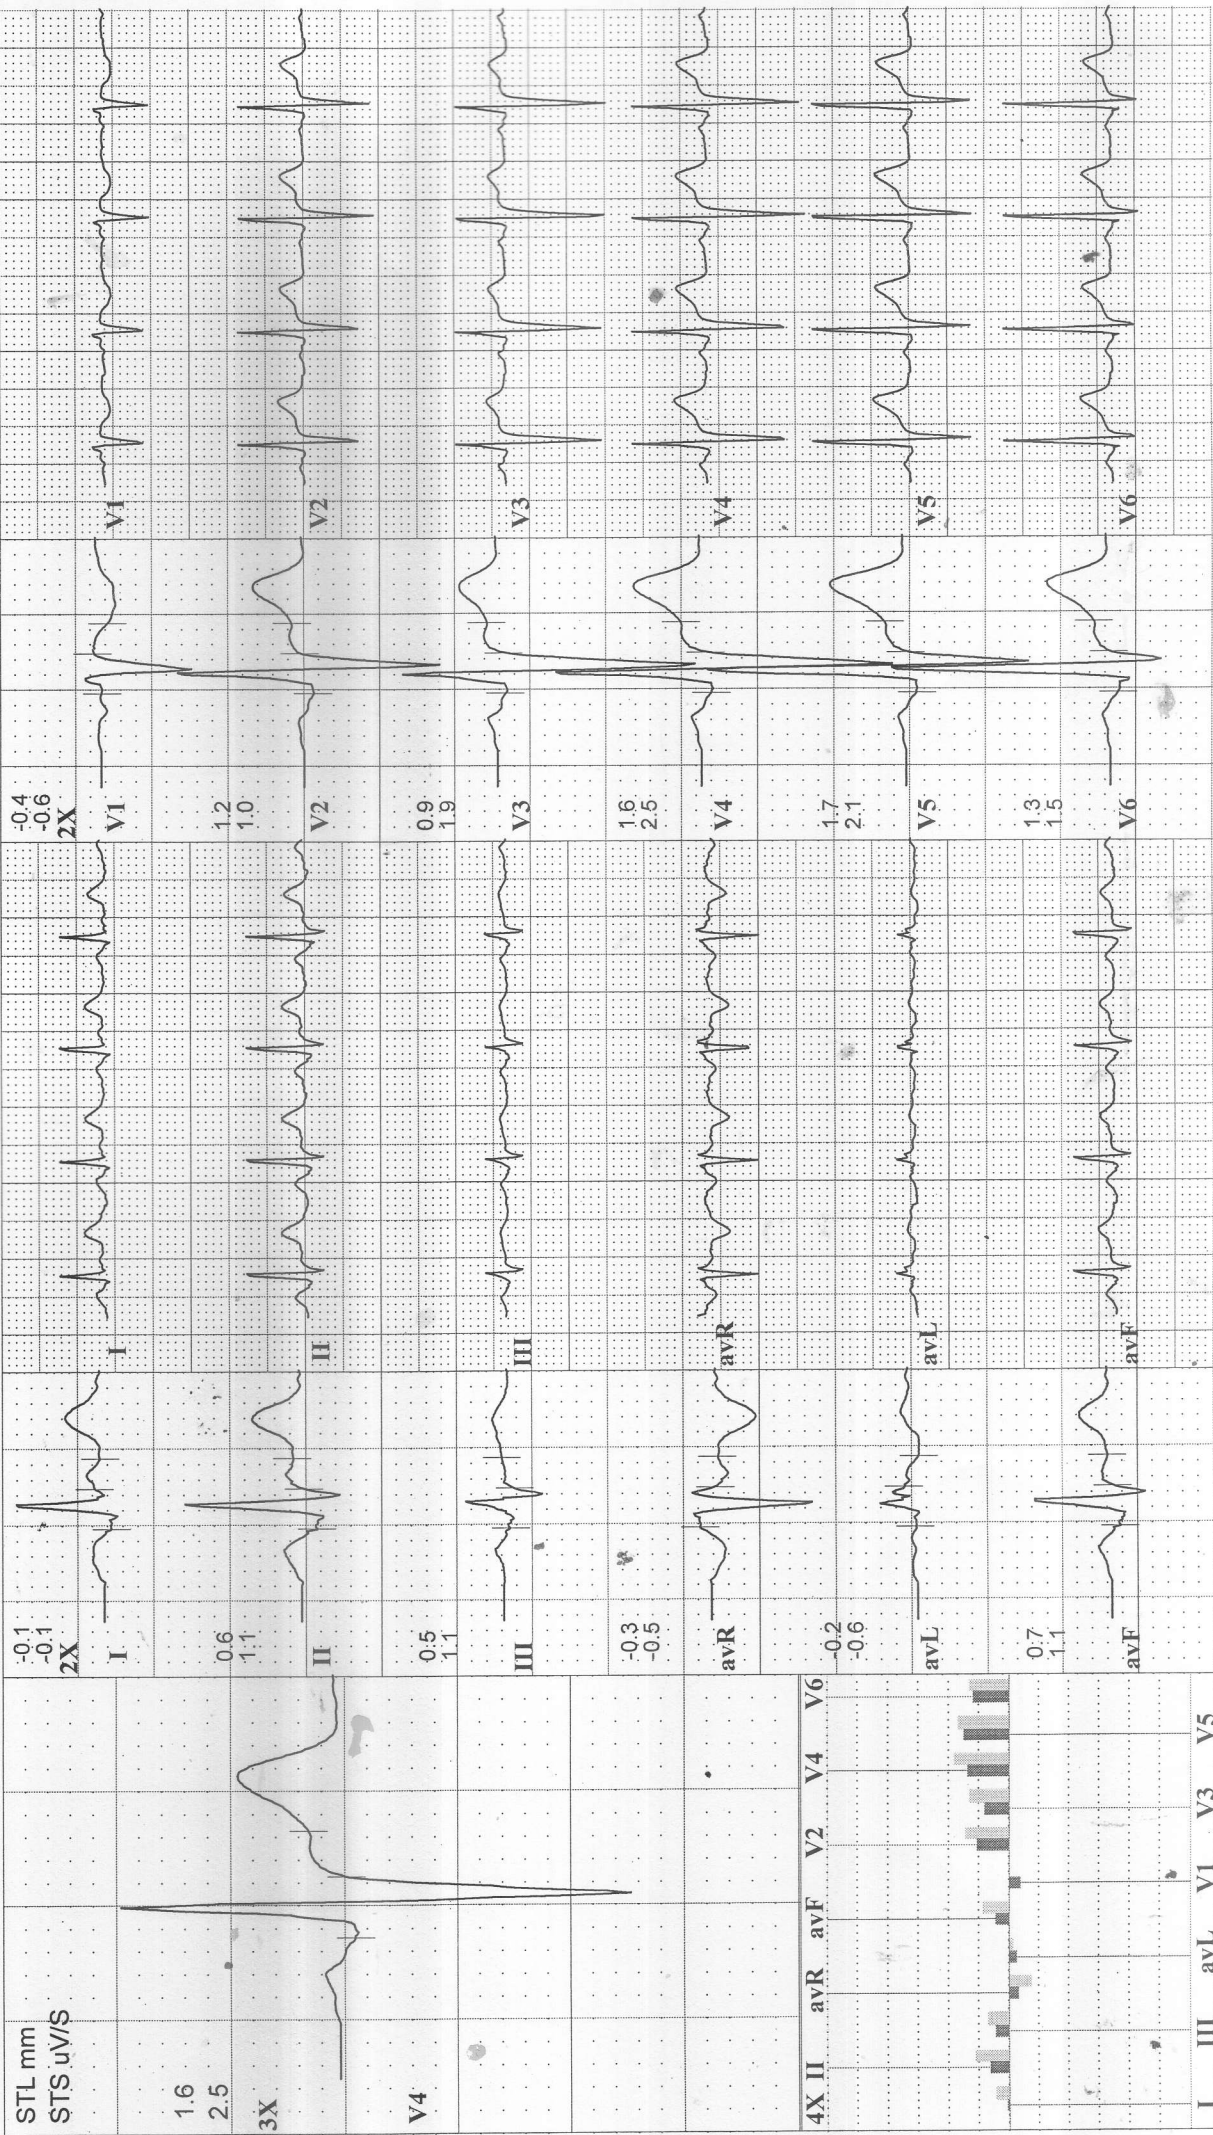 STL mm
STS uV/S
1.6
2.5
3X
V4
4X II avR avF V2 V4 V6
I III avL V1 V3 V5
-0.1
-0.1
2X
I
0.6
1.1
II
0.5
1.1
III
-0.3
-0.5
avR
-0.2
-0.6
avL
0.7
1.1
avF
I
II
III
avR
avL
avF
-0.4
-0.6
2X
V1
1.2
1.0
V2
0.9
1.9
V3
1.6
2.5
V4
1.7
2.1
V5
1.3
1.5
V6
V1
V2
V3
V4
V5
V6